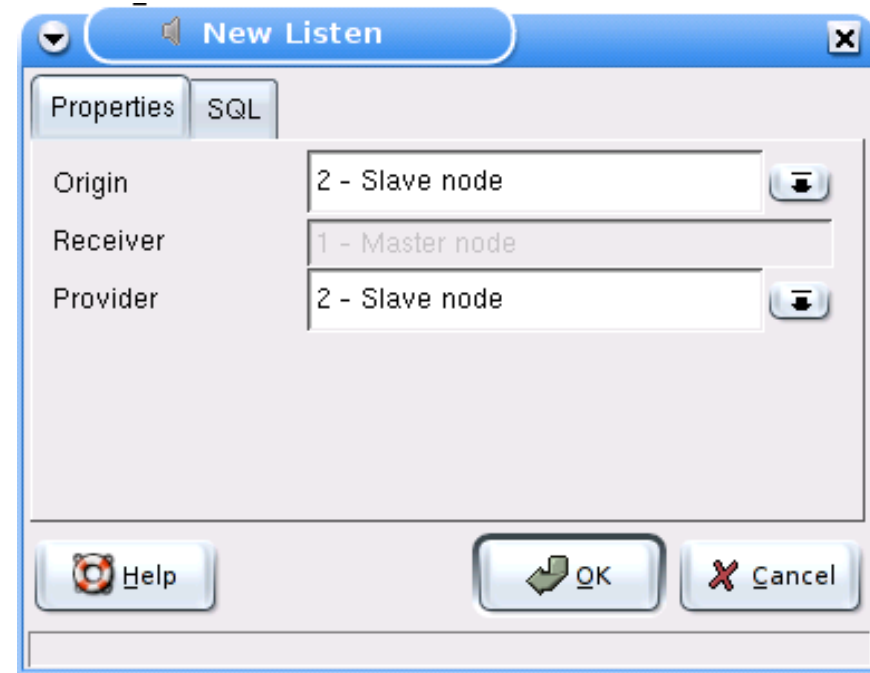 New Listen
Properties SQL
Origin 2 - Slave node
Receiver 1 - Master node
Provider 2 - Slave node
Help OK Cancel